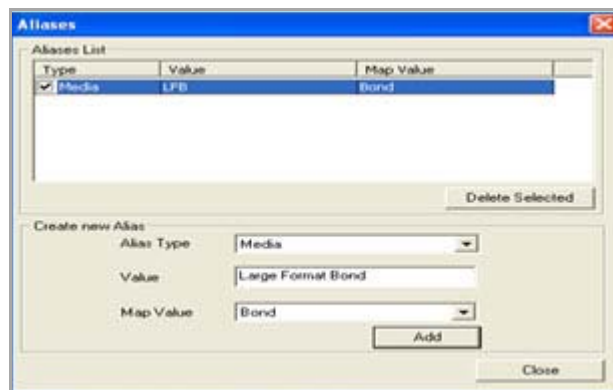 Aliases
Aliases List
Type Value Map Value
Media LFB Bond
Delete Selected
Create new Alias
Alias Type Media
Value Large Format Bond
Map Value Bond
Add
Close